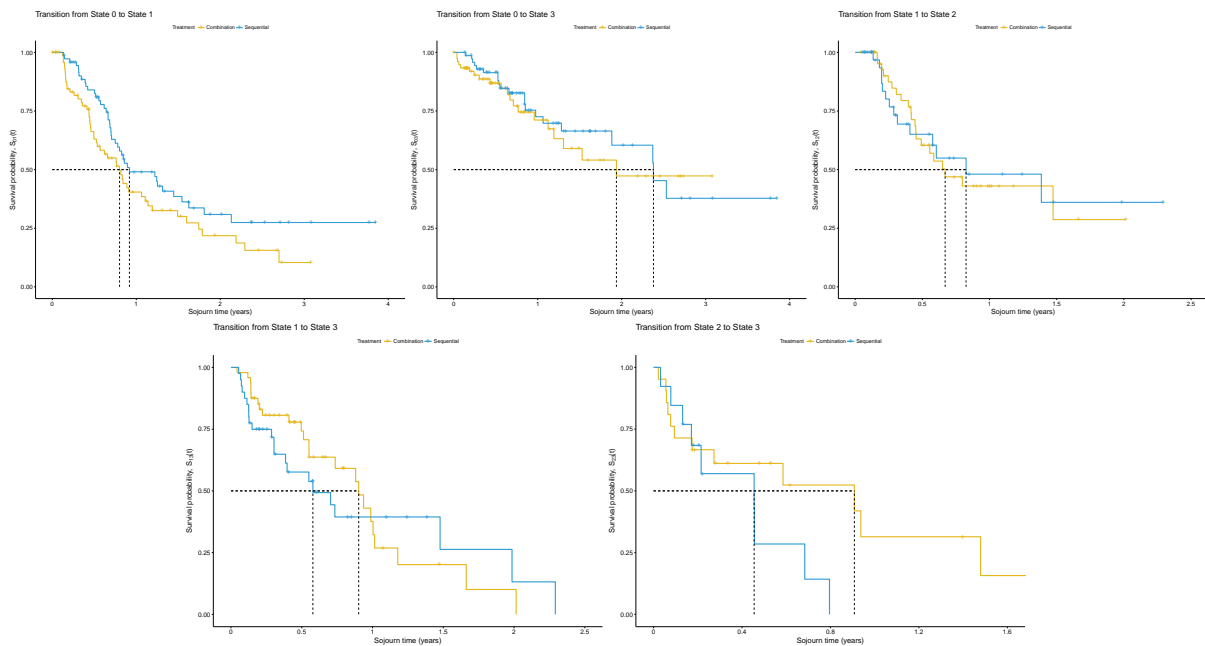 Transition from State 0 to State 1
Treatment Combination Sequential
Survival probability, S01(t)
1.00
0.75
0.50
0.25
0.00
0 1 2 3 4
Sojourn time (years)
Transition from State 0 to State 3
Treatment Combination Sequential
Survival probability, S03(t)
1.00
0.75
0.50
0.25
0.00
0 1 2 3 4
Sojourn time (years)
Transition from State 1 to State 2
Treatment Combination Sequential
Survival probability, S12(t)
1.00
0.75
0.50
0.25
0.00
0 0.5 1 1.5 2 2.5
Sojourn time (years)
Transition from State 1 to State 3
Treatment Combination Sequential
Survival probability, S13(t)
1.00
0.75
0.50
0.25
0.00
0 0.5 1 1.5 2 2.5
Sojourn time (years)
Transition from State 2 to State 3
Treatment Combination Sequential
Survival probability, S23(t)
1.00
0.75
0.50
0.25
0.00
0 0.4 0.8 1.2 1.6
Sojourn time (years)